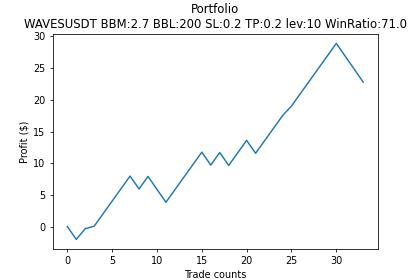 Portfolio
WAVESUSDT BBM:2.7 BBL:200 SL:0.2 TP:0.2 lev:10 WinRatio:71.0
Profit ($)
30
25
20
15
10
5
0
0 5 10 15 20 25 30
Trade counts